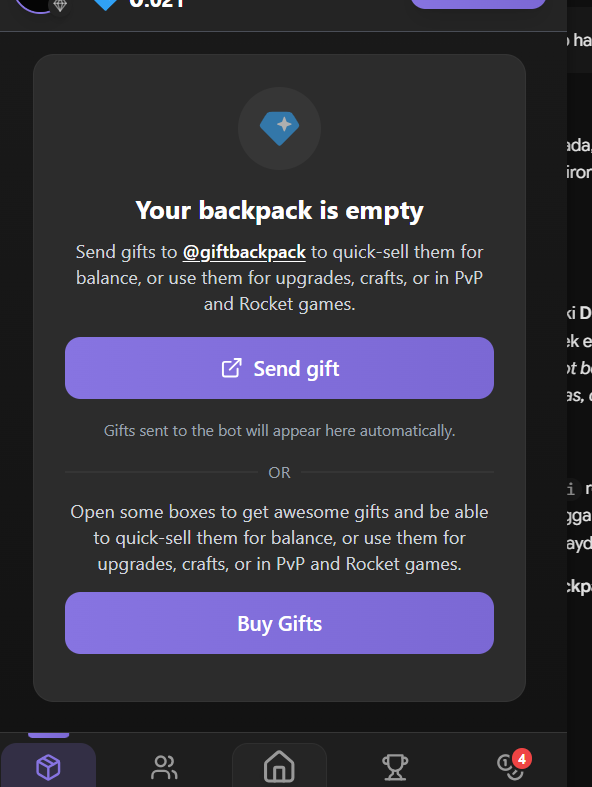 0.021
Your backpack is empty
Send gifts to @giftbackpack to quick-sell them for
balance, or use them for upgrades, crafts, or in PvP
and Rocket games.
Send gift
Gifts sent to the bot will appear here automatically.
OR
Open some boxes to get awesome gifts and be able
to quick-sell them for balance, or use them for
upgrades, crafts, or in PvP and Rocket games.
Buy Gifts
4